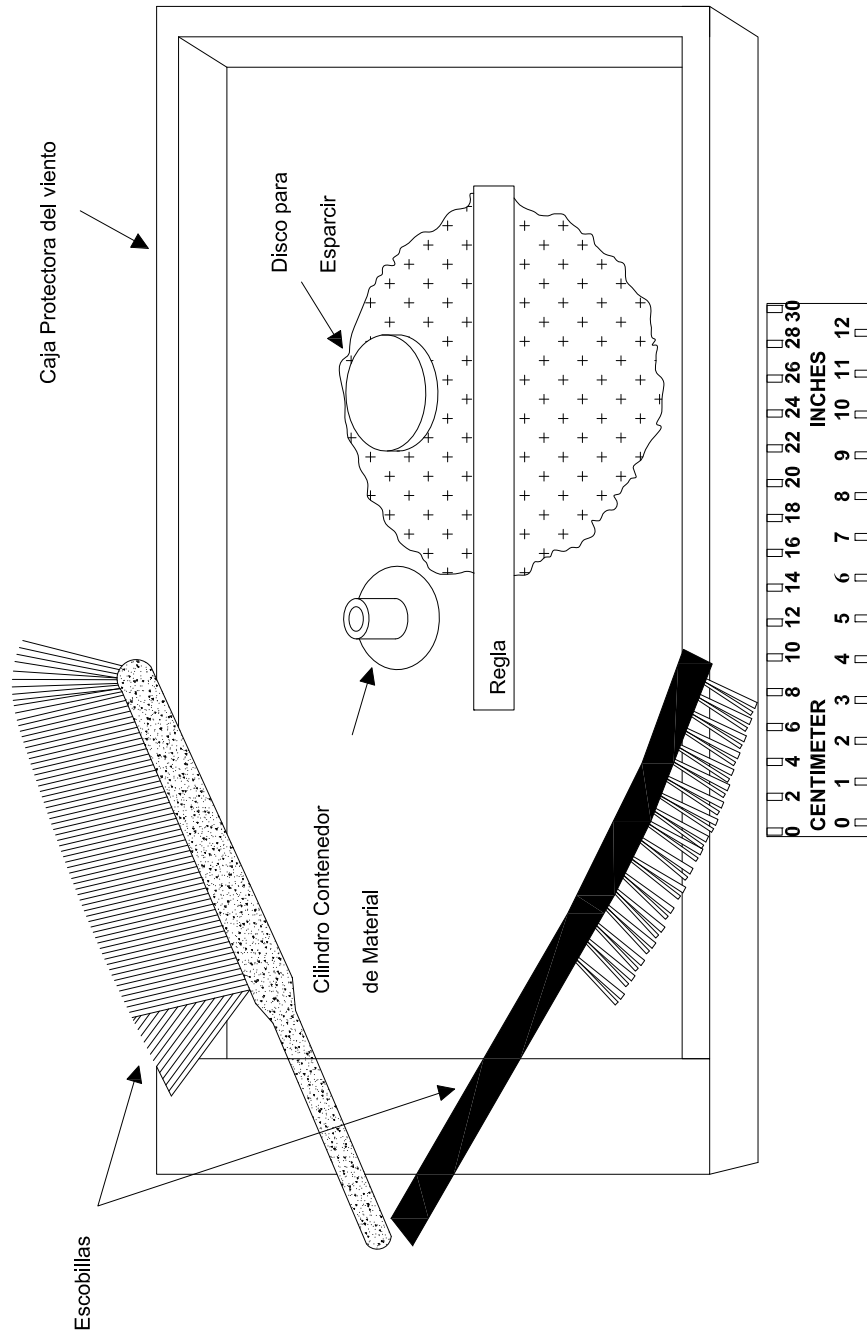 Caja Protectora del viento
Disco para
Esparcir
Escobillas
Cilindro Contenedor
de Material
Regla
0 2 4 6 8 10 12 14 16 18 20 22 24 26 28 30
CENTIMETER INCHES
0 1 2 3 4 5 6 7 8 9 10 11 12